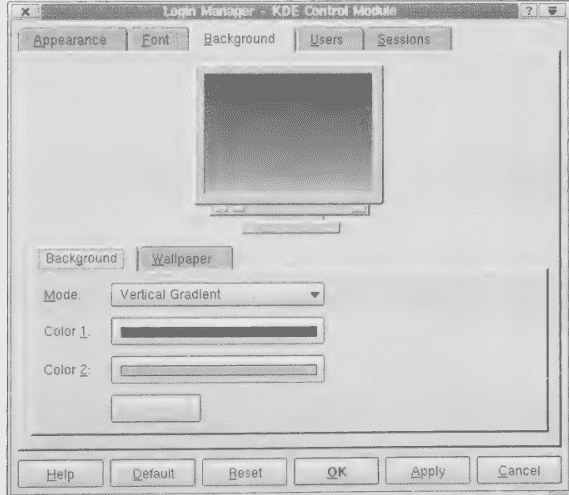 Login Manager - KDE Control Module
Appearance Font Background Users Sessions
Background Wallpaper
Mode: Vertical Gradient
Color 1:
Color 2:
Help Default Reset OK Apply Cancel